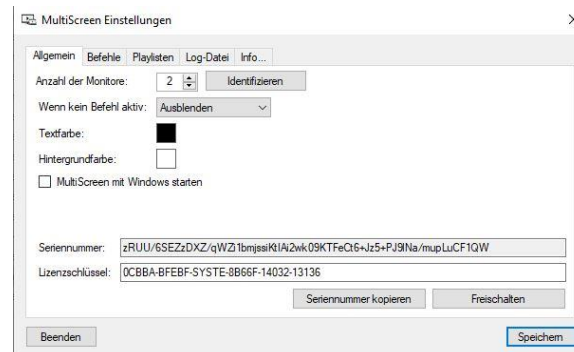 MultiScreen Einstellungen
Allgemein Befehle Playlisten Log-Datei Info...
Anzahl der Monitore: 2 Identifizieren
Wenn kein Befehl aktiv: Ausblenden
Textfarbe:
Hintergrundfarbe:
MultiScreen mit Windows starten
Seriennummer: zRUU/6SEZzDXZ/qWZi1bmjssiKtIAi2wk09KTFeCt6+Jz5+PJ9INa/mupLuCF1QW
Lizenzschlüssel: 0CBBA-BFEBF-SYSTE-8B66F-14032-13136
Seriennummer kopieren Freischalten
Beenden Speichern